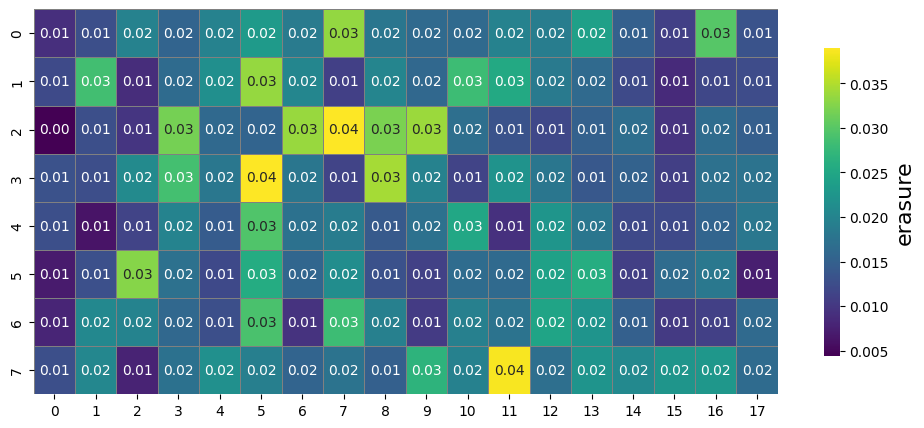 0 0.01 0.01 0.02 0.02 0.02 0.02 0.02 0.03 0.02 0.02 0.02 0.02 0.02 0.02 0.01 0.01 0.03 0.01
1 0.01 0.03 0.01 0.02 0.02 0.03 0.02 0.01 0.02 0.02 0.03 0.03 0.02 0.02 0.01 0.01 0.01 0.01
2 0.00 0.01 0.01 0.03 0.02 0.02 0.03 0.04 0.03 0.03 0.02 0.01 0.01 0.01 0.02 0.01 0.02 0.01
3 0.01 0.01 0.02 0.03 0.02 0.04 0.02 0.01 0.03 0.02 0.01 0.02 0.02 0.01 0.02 0.01 0.02 0.02
4 0.01 0.01 0.01 0.02 0.01 0.03 0.02 0.02 0.01 0.02 0.03 0.01 0.02 0.02 0.01 0.01 0.02 0.02
5 0.01 0.01 0.03 0.02 0.01 0.03 0.02 0.02 0.01 0.01 0.02 0.02 0.02 0.03 0.01 0.02 0.02 0.01
6 0.01 0.02 0.02 0.02 0.01 0.03 0.01 0.03 0.02 0.01 0.02 0.02 0.02 0.02 0.01 0.01 0.01 0.02
7 0.01 0.02 0.01 0.02 0.02 0.02 0.02 0.02 0.01 0.03 0.02 0.04 0.02 0.02 0.02 0.02 0.02 0.02
0 1 2 3 4 5 6 7 8 9 10 11 12 13 14 15 16 17
0.035
0.030
0.025
0.020
0.015
0.010
0.005
erasure